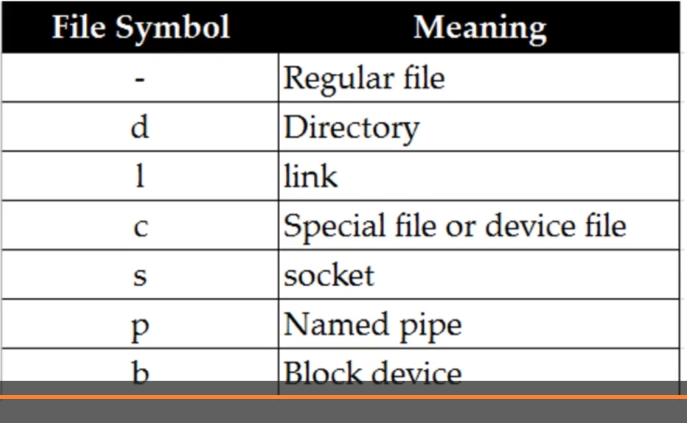 File Symbol Meaning
- Regular file
d Directory
l link
c Special file or device file
s socket
p Named pipe
b Block device